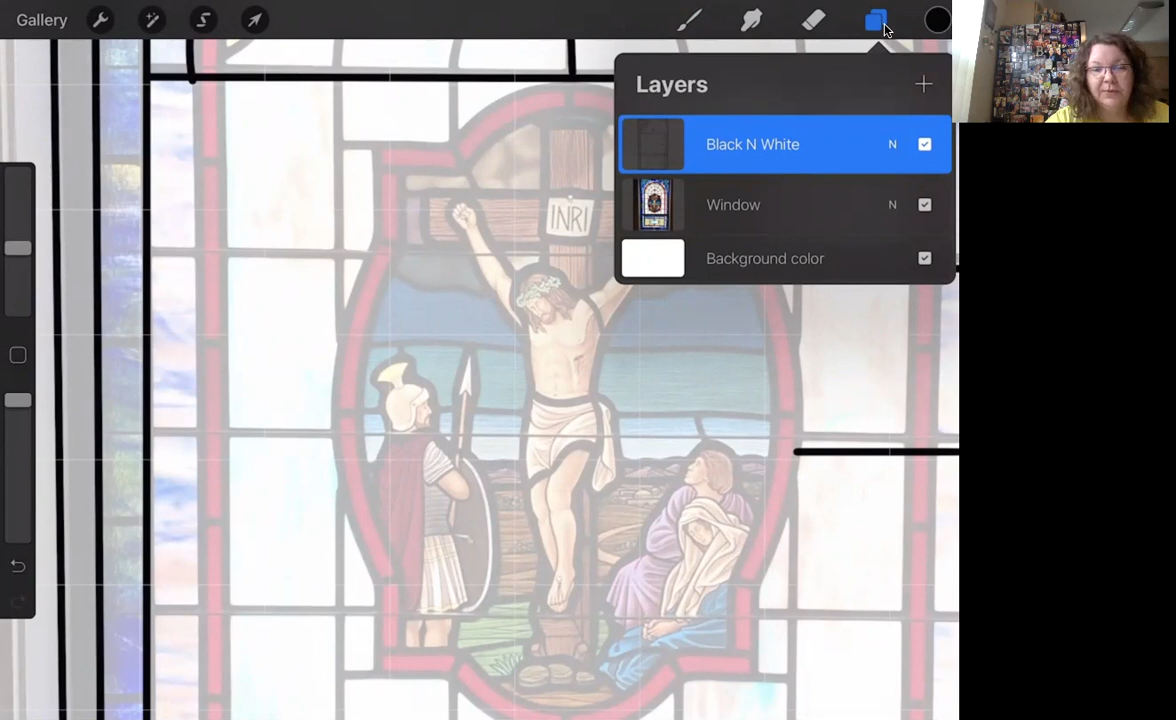 Gallery
Layers
Black N White N
Window N
Background color
INRI